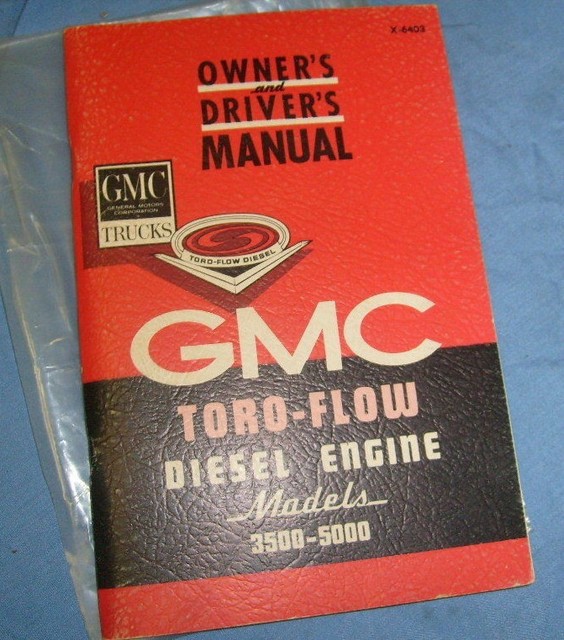 X-6403
OWNER'S
and
DRIVER'S
MANUAL
GMC
GENERAL MOTORS
CORPORATION
TRUCKS
TORO-FLOW DIESEL
GMC
TORO-FLOW
DIESEL ENGINE
Models
3500-5000